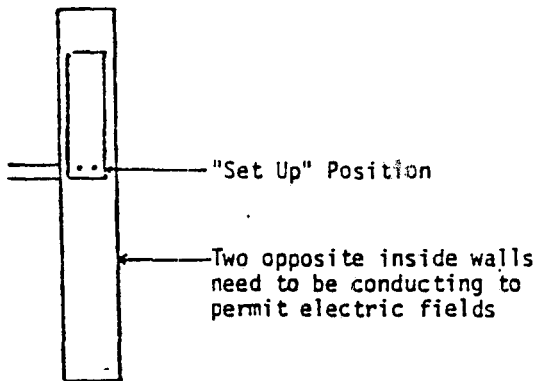 "Set Up" Position
Two opposite inside walls
need to be conducting to
permit electric fields